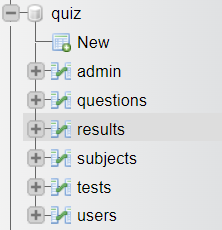 quiz
New
admin
questions
results
subjects
tests
users